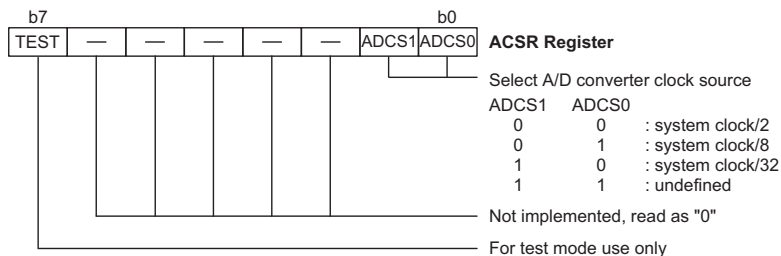 b7 b0
TEST — — — — — ADCS1 ADCS0 ACSR Register
Select A/D converter clock source
ADCS1 ADCS0
0 0 : system clock/2
0 1 : system clock/8
1 0 : system clock/32
1 1 : undefined
Not implemented, read as "0"
For test mode use only